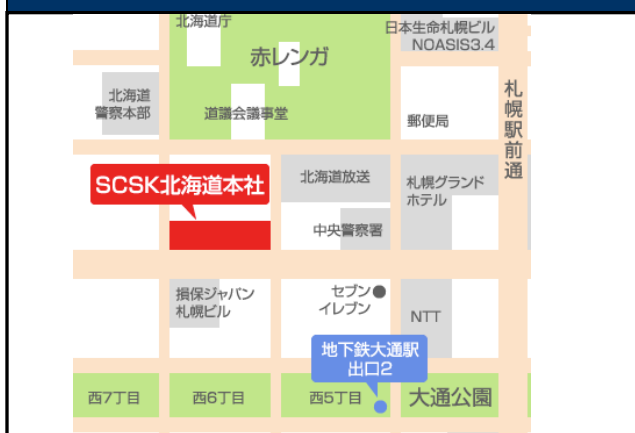 北海道庁
日本生命札幌ビル
NOASIS3.4
赤レンガ
北海道
警察本部
道議会議事堂
郵便局
札幌駅前通
SCSK北海道本社
北海道放送
札幌グランド
ホテル
中央警察署
損保ジャパン
札幌ビル
セブン
イレブン
NTT
地下鉄大通駅
出口2
西7丁目
西6丁目
西5丁目
大通公園